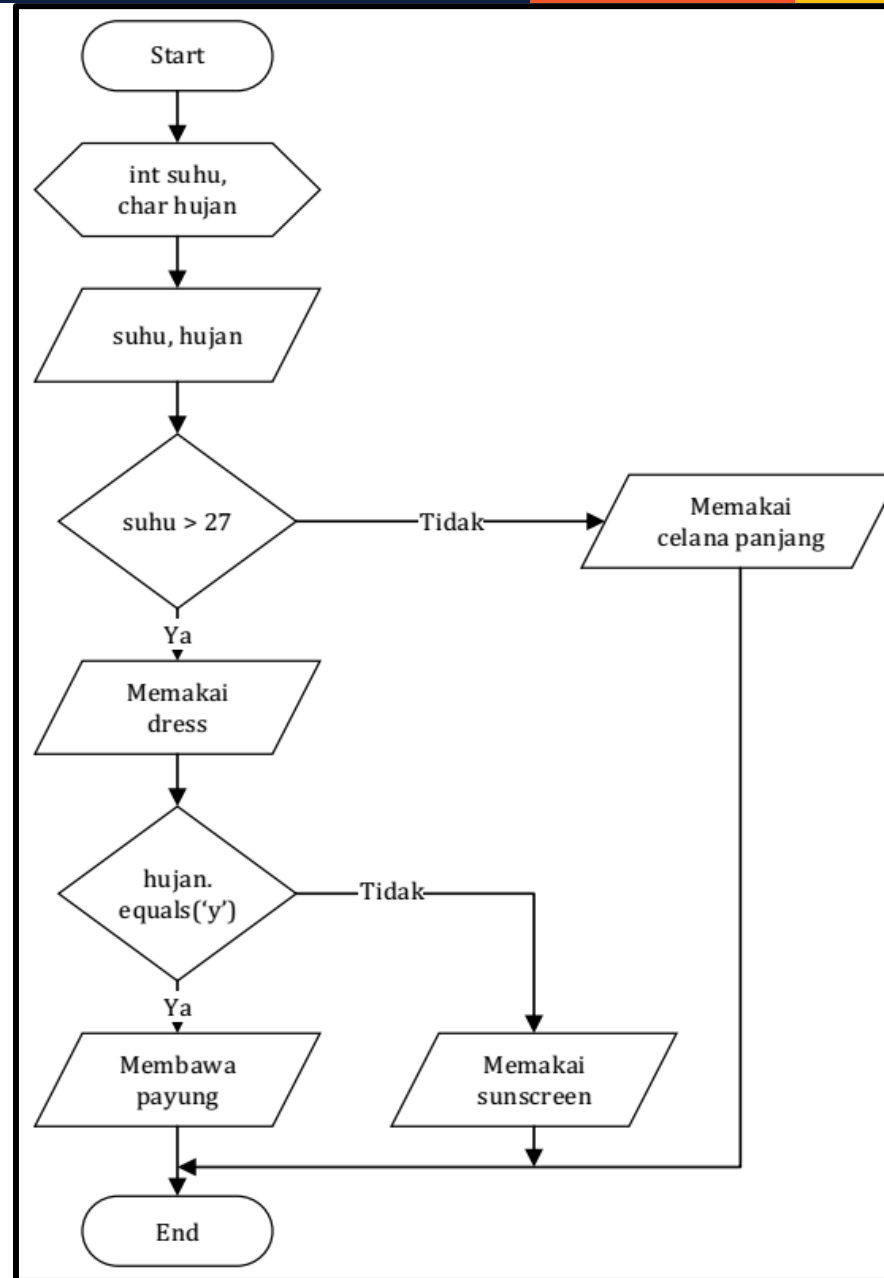 Start
int suhu,
char hujan
suhu, hujan
suhu > 27
Tidak
Memakai
celana panjang
Ya
Memakai
dress
hujan.
equals(‘y’)
Tidak
Ya
Membawa
payung
Memakai
sunscreen
End